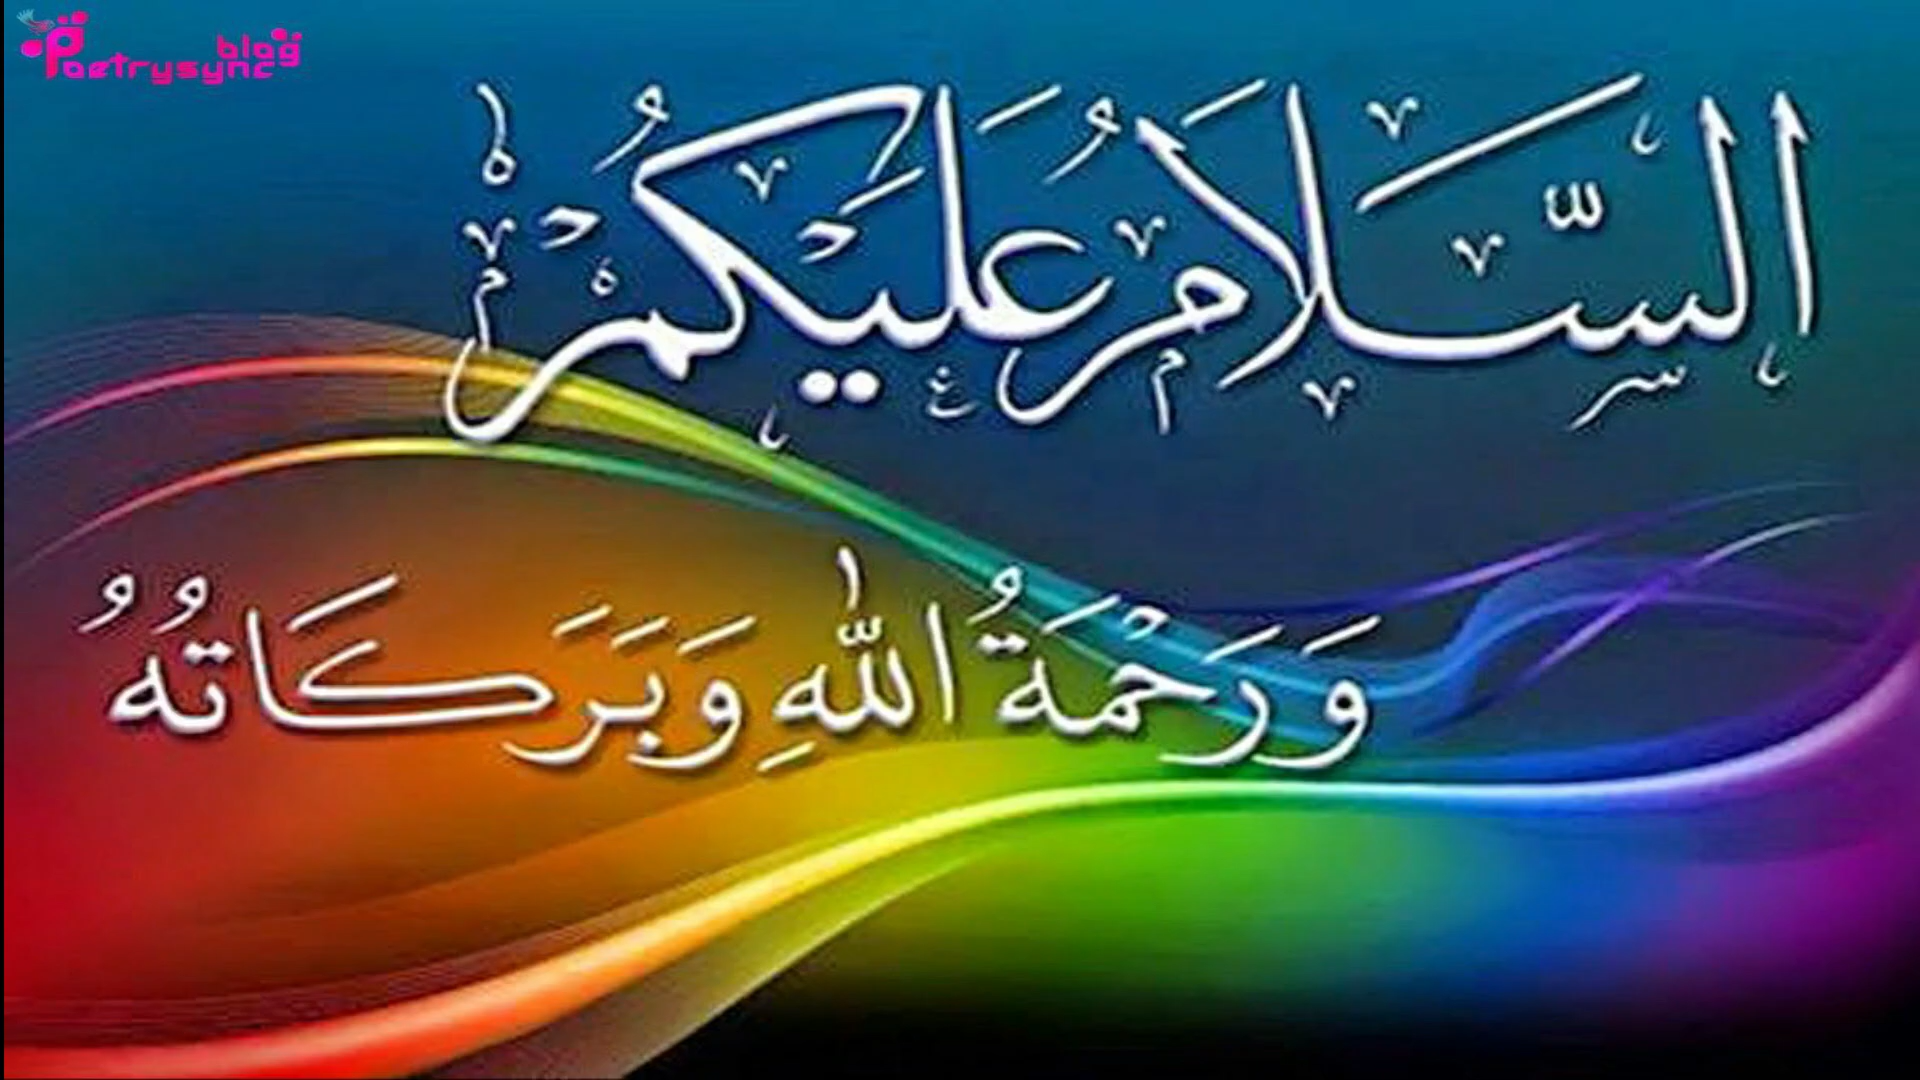 Poetrysync blog
السَّلَامُ عَلَيْكُمْ
وَرَحْمَةُ اللّٰهِ وَبَرَكَاتُهُ